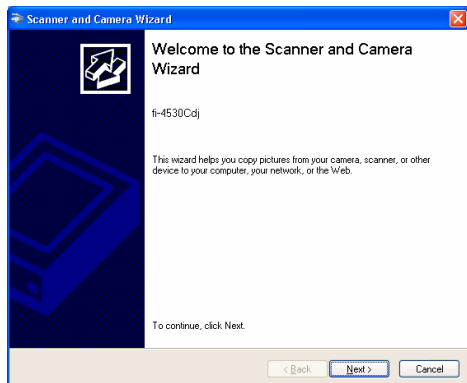 Scanner and Camera Wizard
Welcome to the Scanner and Camera
Wizard
fi-4530Cdj
This wizard helps you copy pictures from your camera, scanner, or other
device to your computer, your network, or the Web.
To continue, click Next.
< Back Next > Cancel